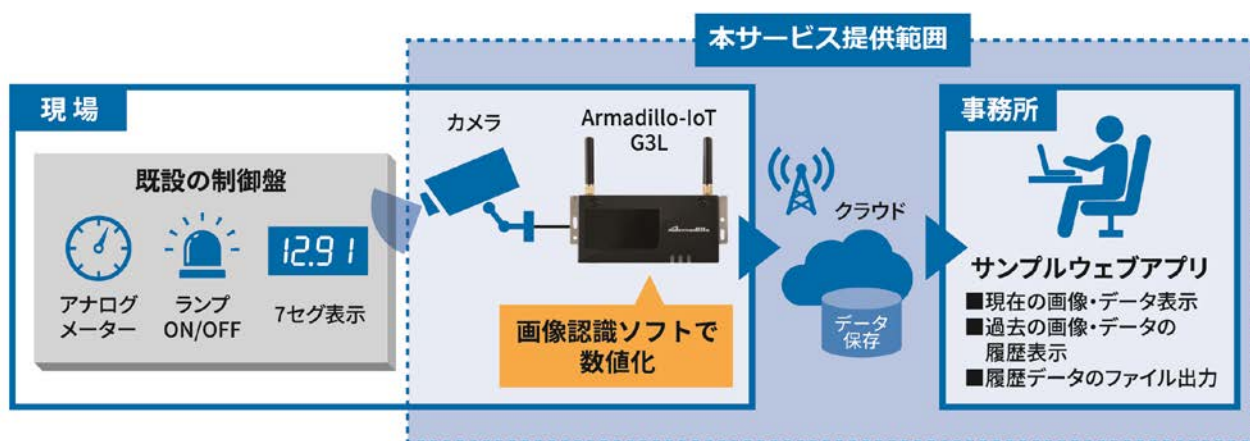 本サービス提供範囲
現場
既設の制御盤
アナログ
メーター
ランプ
ON/OFF
12.91
7セグ表示
カメラ
Armadillo-IoT
G3L
Armadillo
画像認識ソフトで
数値化
クラウド
データ
保存
事務所
サンプルウェブアプリ
■現在の画像・データ表示
■過去の画像・データの
履歴表示
■履歴データのファイル出力